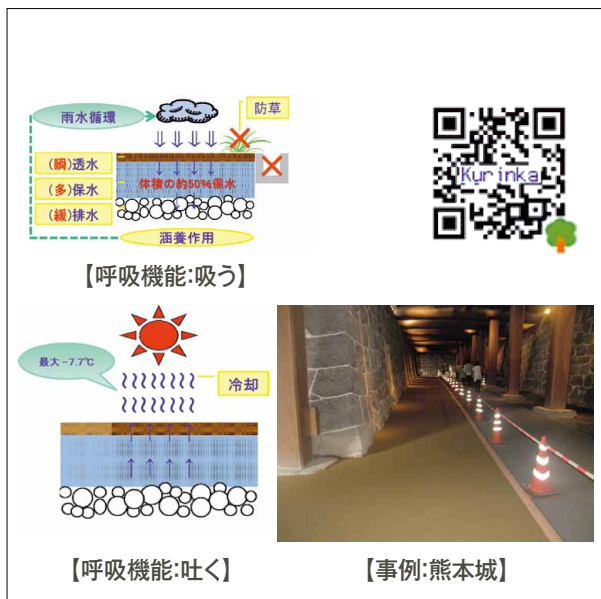 雨水循環
防草
(瞬)透水
(多)保水
(緩)排水
体積の約50%保水
涵養作用
Kurinka
【呼吸機能:吸う】
最大-7.7℃
冷却
【呼吸機能:吐く】
【事例:熊本城】